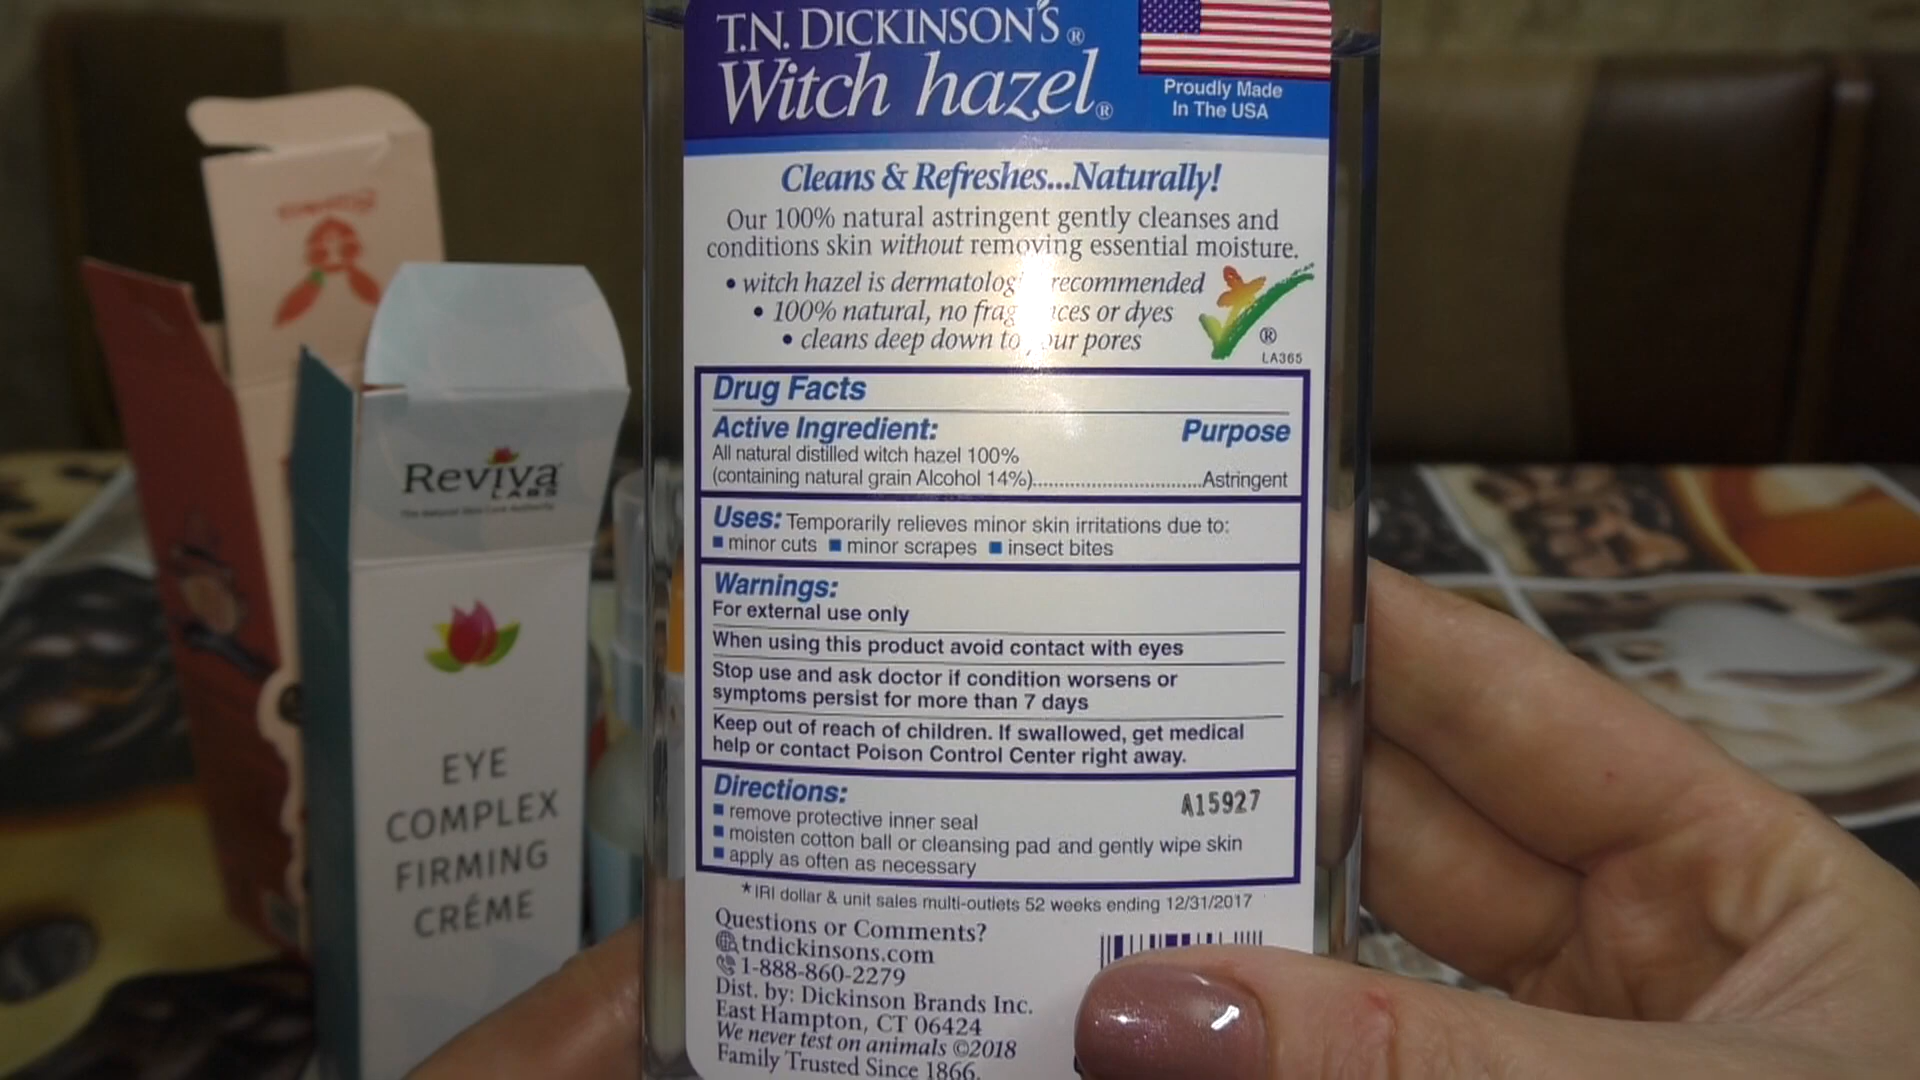 T.N. DICKINSON'S®
Witch hazel®
Proudly Made
In The USA
Cleans & Refreshes...Naturally!
Our 100% natural astringent gently cleanses and
conditions skin without removing essential moisture.
• witch hazel is dermatolog recommended
• 100% natural, no frag ces or dyes
• cleans deep down to your pores
®
LA365
Drug Facts
Active Ingredient: Purpose
All natural distilled witch hazel 100%
(containing natural grain Alcohol 14%)..............................Astringent
Uses: Temporarily relieves minor skin irritations due to:
■ minor cuts ■ minor scrapes ■ insect bites
Warnings:
For external use only
When using this product avoid contact with eyes
Stop use and ask doctor if condition worsens or
symptoms persist for more than 7 days
Keep out of reach of children. If swallowed, get medical
help or contact Poison Control Center right away.
Directions:
A15927
■ remove protective inner seal
■ moisten cotton ball or cleansing pad and gently wipe skin
■ apply as often as necessary
*IRI dollar & unit sales multi-outlets 52 weeks ending 12/31/2017
Questions or Comments?
tndickinsons.com
1-888-860-2279
Dist. by: Dickinson Brands Inc.
East Hampton, CT 06424
We never test on animals ©2018
Family Trusted Since 1866.
Reviva
LABS
EYE
COMPLEX
FIRMING
CRÉME